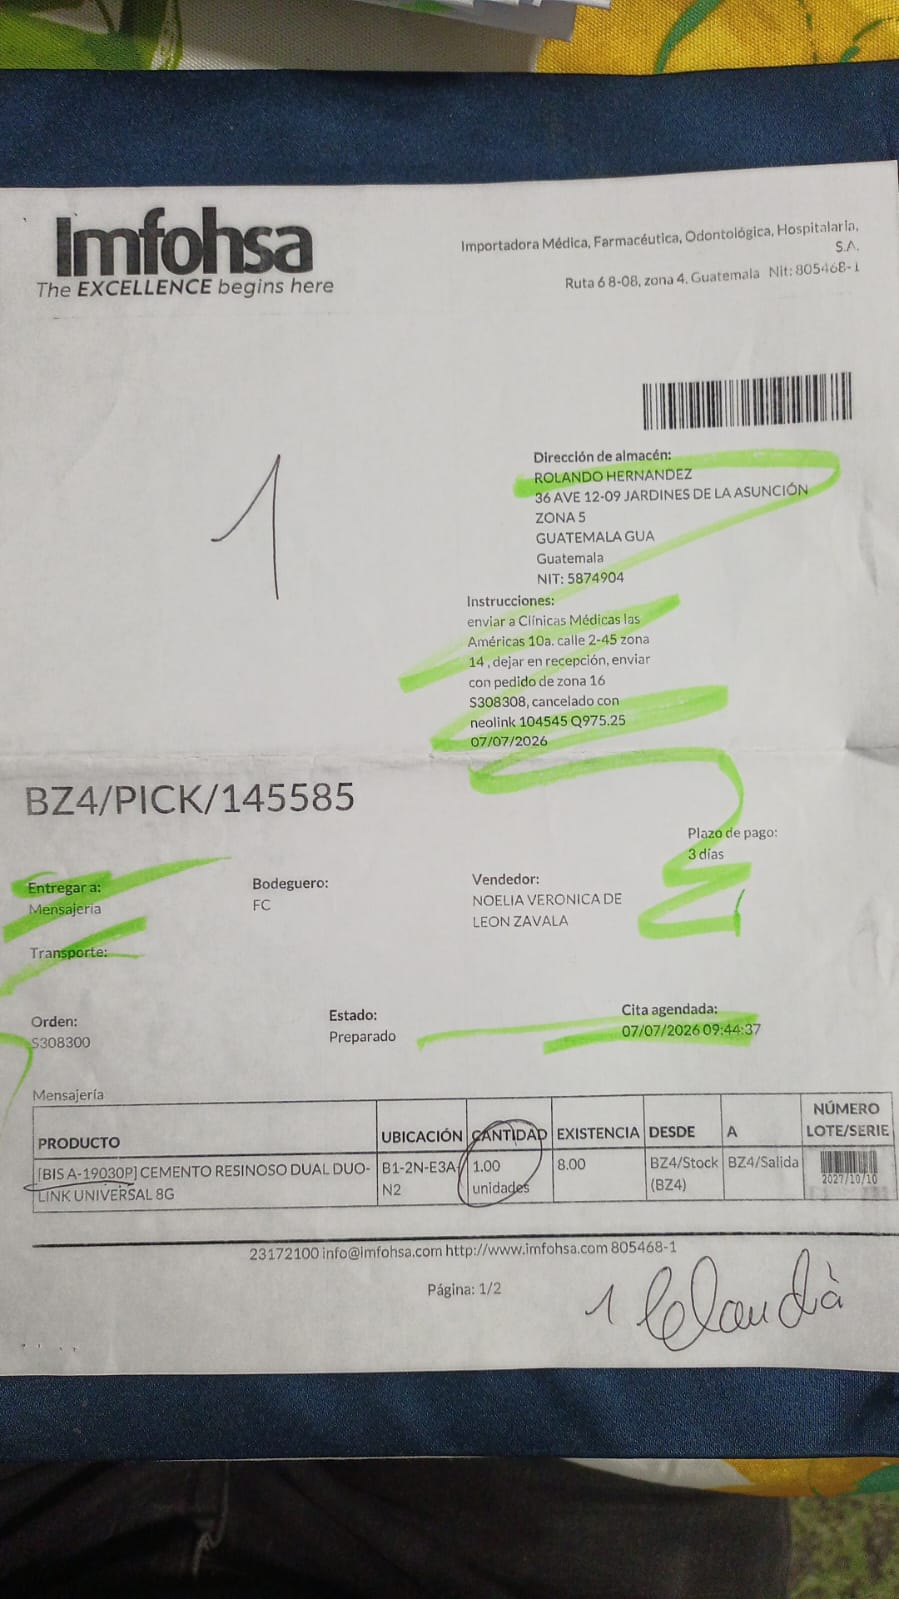 Imfohsa
The EXCELLENCE begins here
Importadora Médica, Farmacéutica, Odontológica, Hospitalaria,
S.A.
Ruta 6 8-08, zona 4, Guatemala Nit: 805468-1
Dirección de almacén:
ROLANDO HERNANDEZ
36 AVE 12-09 JARDINES DE LA ASUNCIÓN
ZONA 5
GUATEMALA GUA
Guatemala
NIT: 5874904
1
Instrucciones:
enviar a Clínicas Médicas las
Américas 10a. calle 2-45 zona
14 , dejar en recepción, enviar
con pedido de zona 16
S308308, cancelado con
neolink 104545 Q975.25
07/07/2026
BZ4/PICK/145585
Plazo de pago:
3 días
Entregar a:
Mensajería
Bodeguero:
FC
Vendedor:
NOELIA VERONICA DE
LEON ZAVALA
Transporte:
Orden:
S308300
Estado:
Preparado
Cita agendada:
07/07/2026 09:44:37
Mensajería
PRODUCTO UBICACIÓN CANTIDAD EXISTENCIA DESDE A NÚMERO LOTE/SERIE
[BIS A-19030P] CEMENTO RESINOSO DUAL DUO- B1-2N-E3A- 1.00 8.00 BZ4/Stock BZ4/Salida
LINK UNIVERSAL 8G N2 unidades (BZ4) 2027/10/10
23172100 info@imfohsa.com http://www.imfohsa.com 805468-1
Página: 1/2
1 Claudia